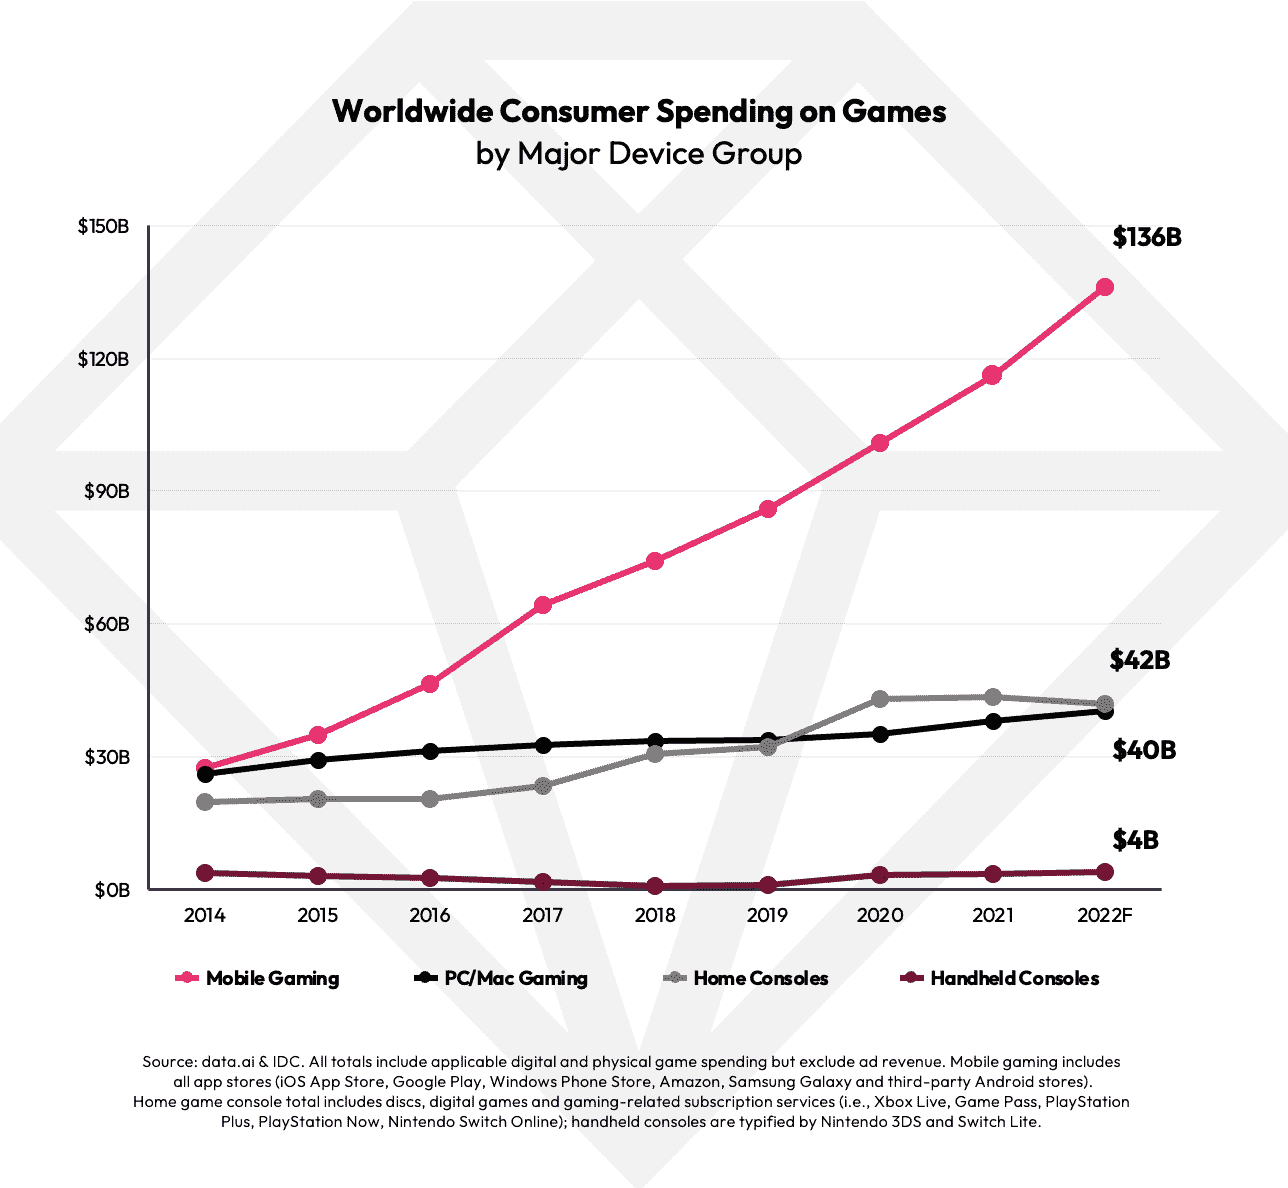 Worldwide Consumer Spending on Games
by Major Device Group
$150B
$136B
$120B
$90B
$60B
$42B
$30B
$40B
$4B
$0B
2014 2015 2016 2017 2018 2019 2020 2021 2022F
Mobile Gaming PC/Mac Gaming Home Consoles Handheld Consoles
Source: data.ai & IDC. All totals include applicable digital and physical game spending but exclude ad revenue. Mobile gaming includes
all app stores (iOS App Store, Google Play, Windows Phone Store, Amazon, Samsung Galaxy and third-party Android stores).
Home game console total includes discs, digital games and gaming-related subscription services (i.e., Xbox Live, Game Pass, PlayStation
Plus, PlayStation Now, Nintendo Switch Online); handheld consoles are typified by Nintendo 3DS and Switch Lite.